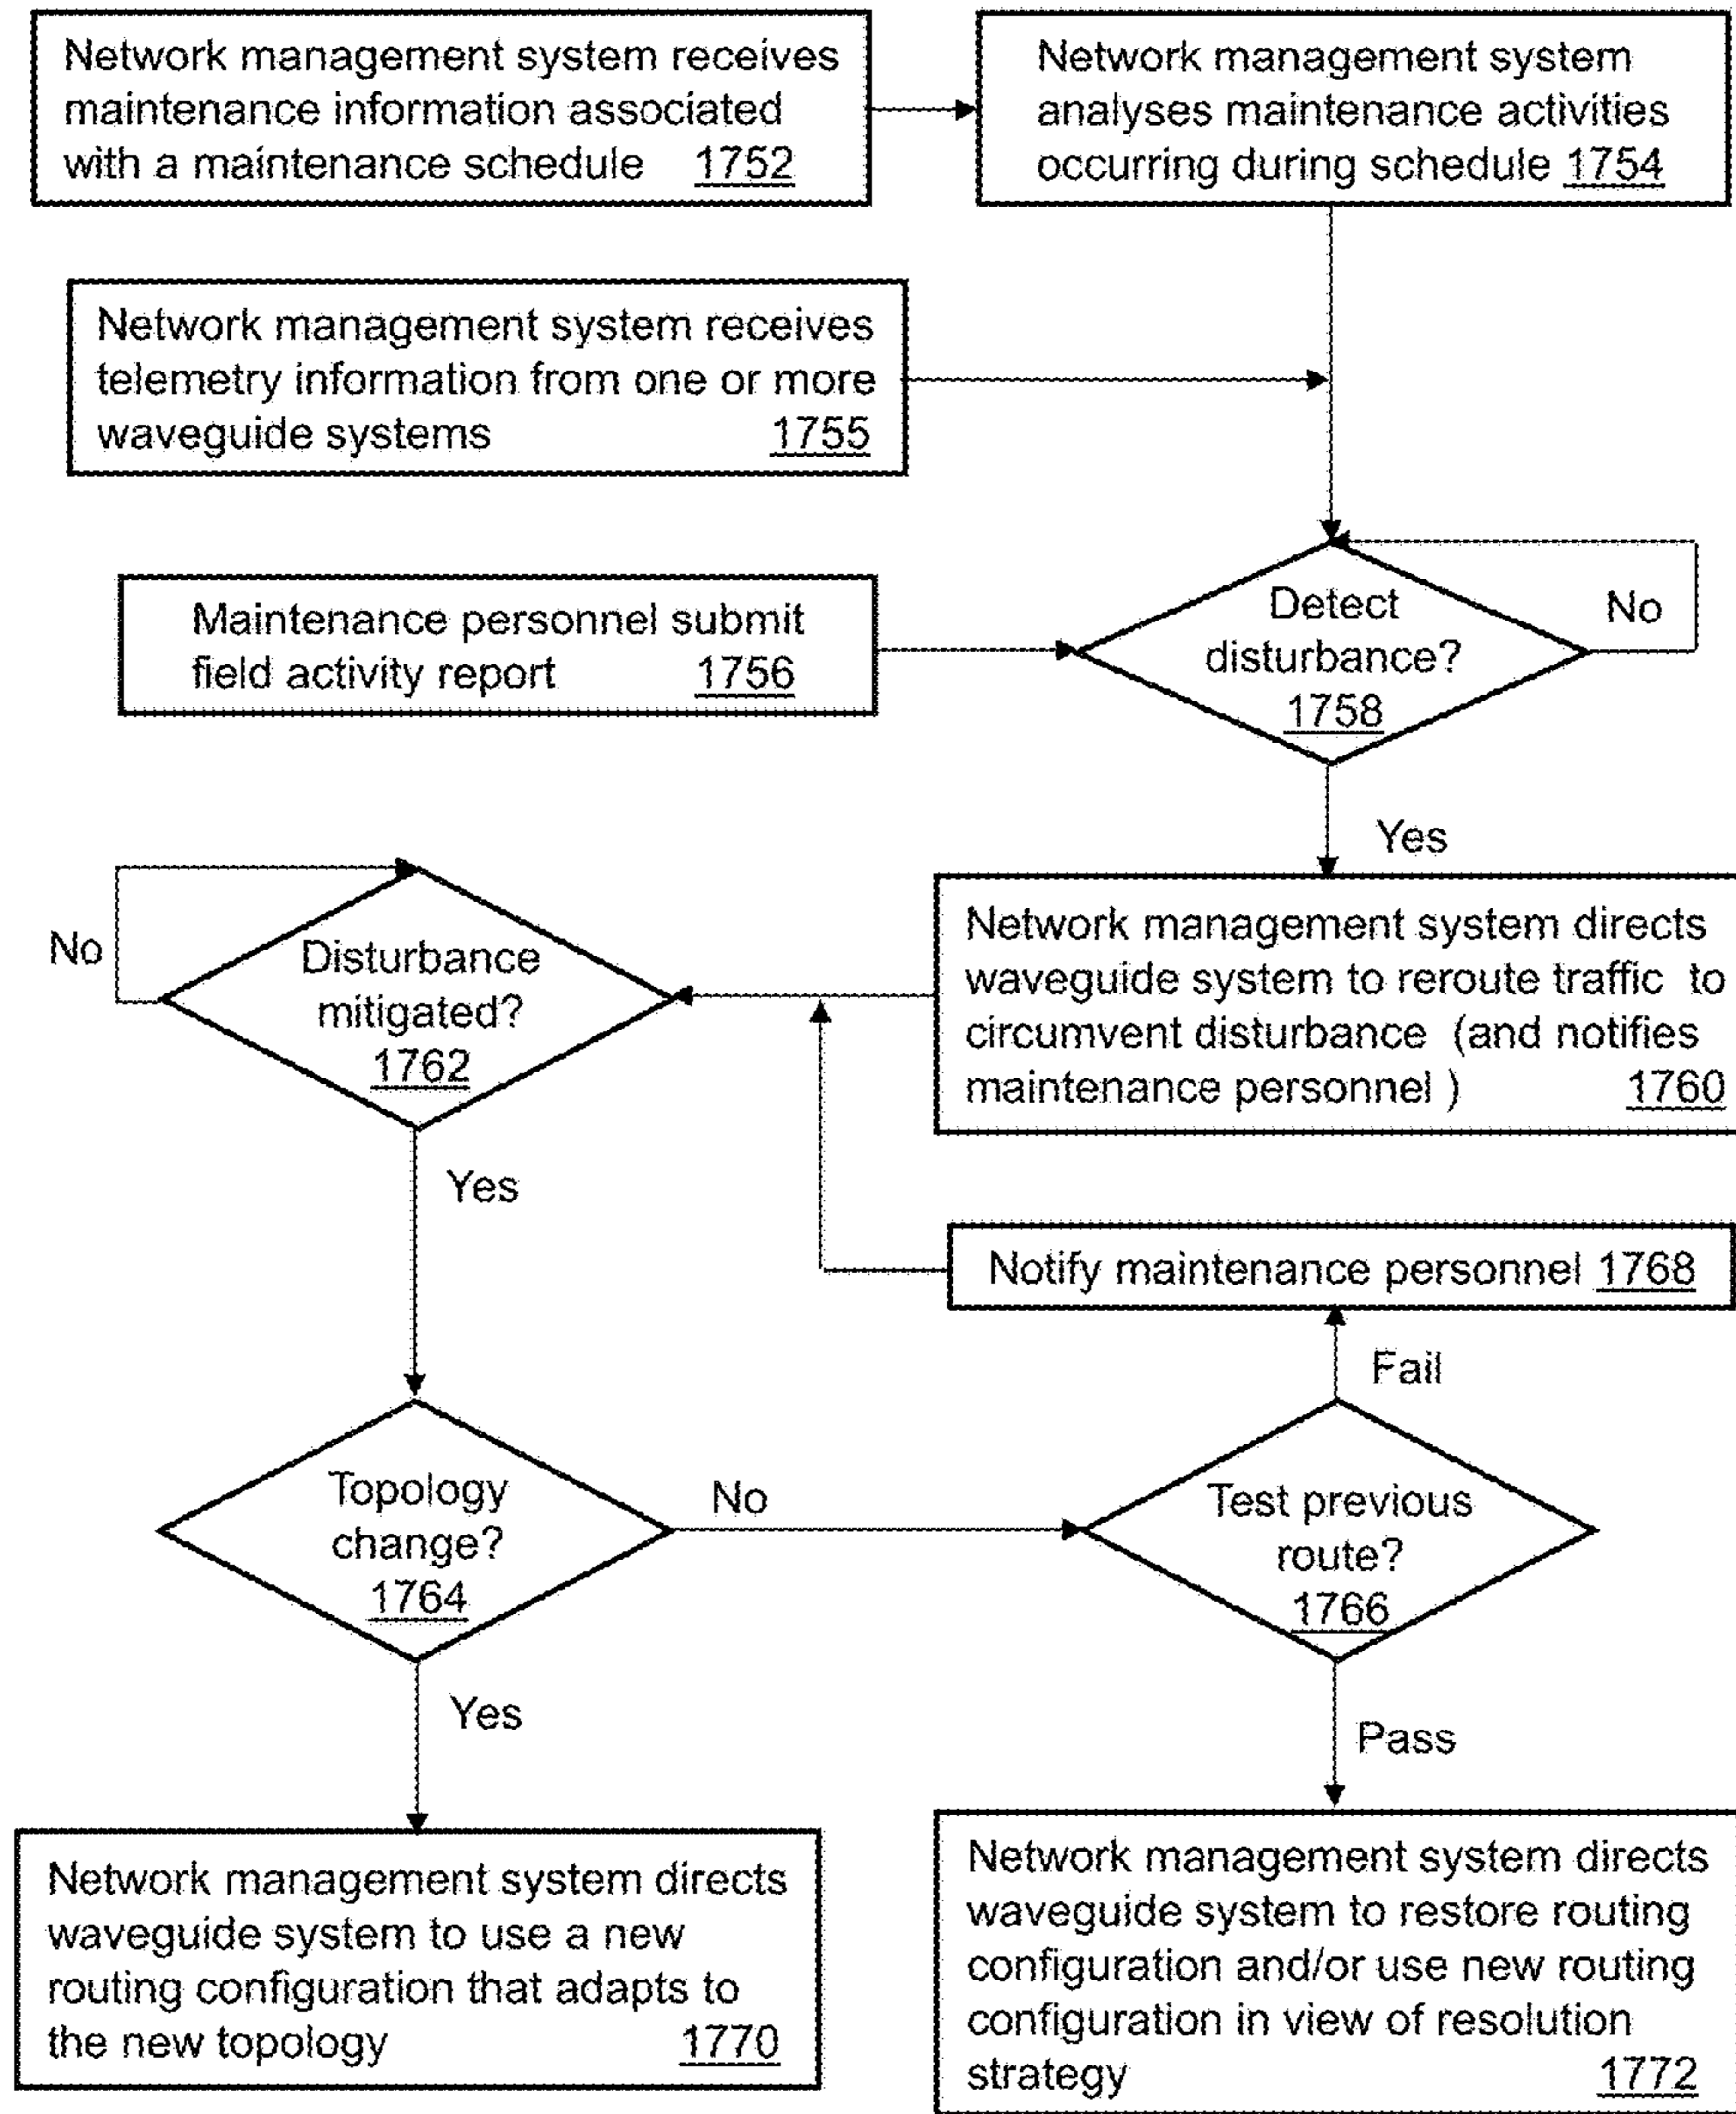 Network management system receives
maintenance information associated
with a maintenance schedule 1752
Network management system
analyses maintenance activities
occurring during schedule 1754
Network management system receives
telemetry information from one or more
waveguide systems 1755
Maintenance personnel submit
field activity report 1756
Detect
disturbance?
1758
No
Yes
Network management system directs
waveguide system to reroute traffic to
circumvent disturbance (and notifies
maintenance personnel ) 1760
No
Disturbance
mitigated?
1762
Yes
Notify maintenance personnel 1768
Fail
Topology
change?
1764
No
Test previous
route?
1766
Yes
Pass
Network management system directs
waveguide system to use a new
routing configuration that adapts to
the new topology 1770
Network management system directs
waveguide system to restore routing
configuration and/or use new routing
configuration in view of resolution
strategy 1772